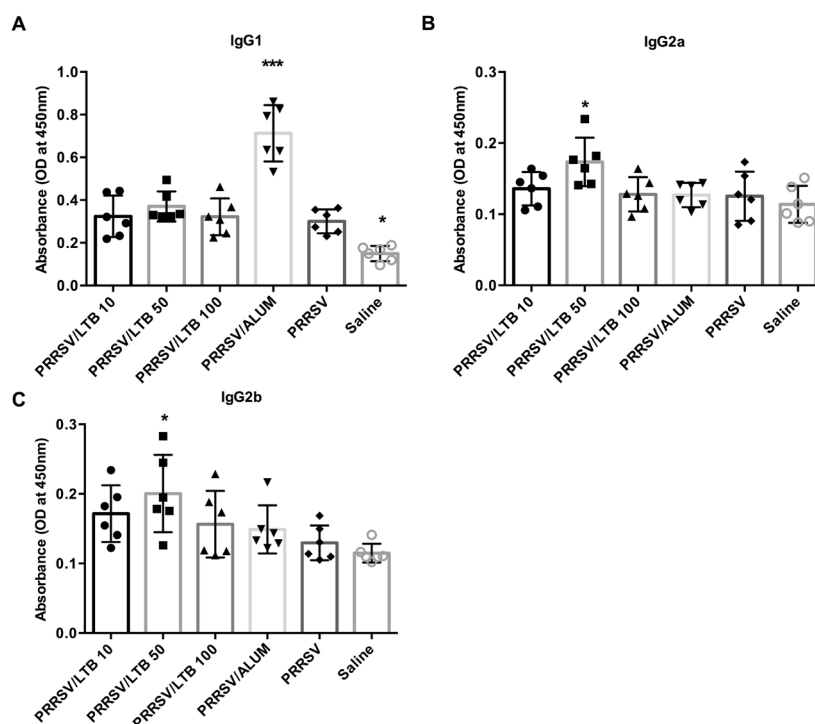 A
IgG1
Absorbance (OD at 450nm)
1.0
0.8
0.6
0.4
0.2
0.0
***
*
PRRSV/LTB 10
PRRSV/LTB 50
PRRSV/LTB 100
PRRSV/ALUM
PRRSV
Saline
B
IgG2a
Absorbance (OD at 450nm)
0.3
0.2
0.1
0.0
*
PRRSV/LTB 10
PRRSV/LTB 50
PRRSV/LTB 100
PRRSV/ALUM
PRRSV
Saline
C
IgG2b
Absorbance (OD at 450nm)
0.3
0.2
0.1
0.0
*
PRRSV/LTB 10
PRRSV/LTB 50
PRRSV/LTB 100
PRRSV/ALUM
PRRSV
Saline